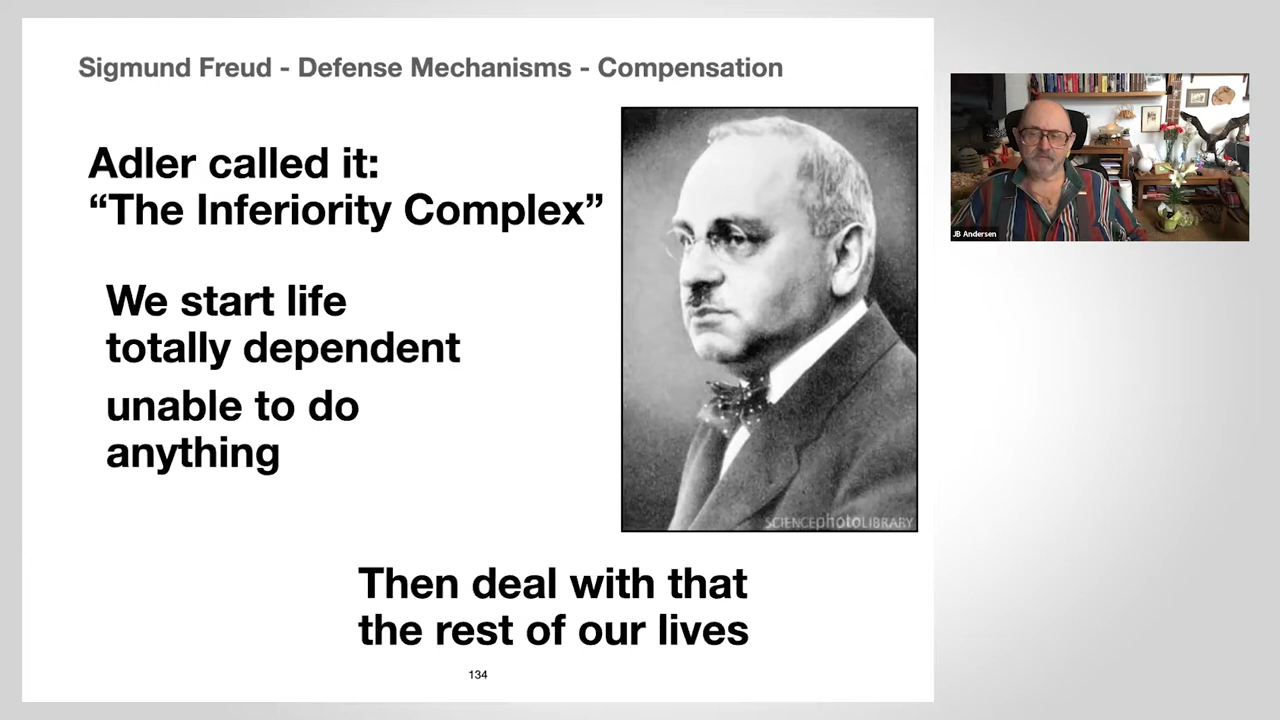 Sigmund Freud - Defense Mechanisms - Compensation
Adler called it:
“The Inferiority Complex”
We start life
totally dependent
unable to do
anything
SCIENCEphotoLIBRARY
Then deal with that
the rest of our lives
134
JB Andersen